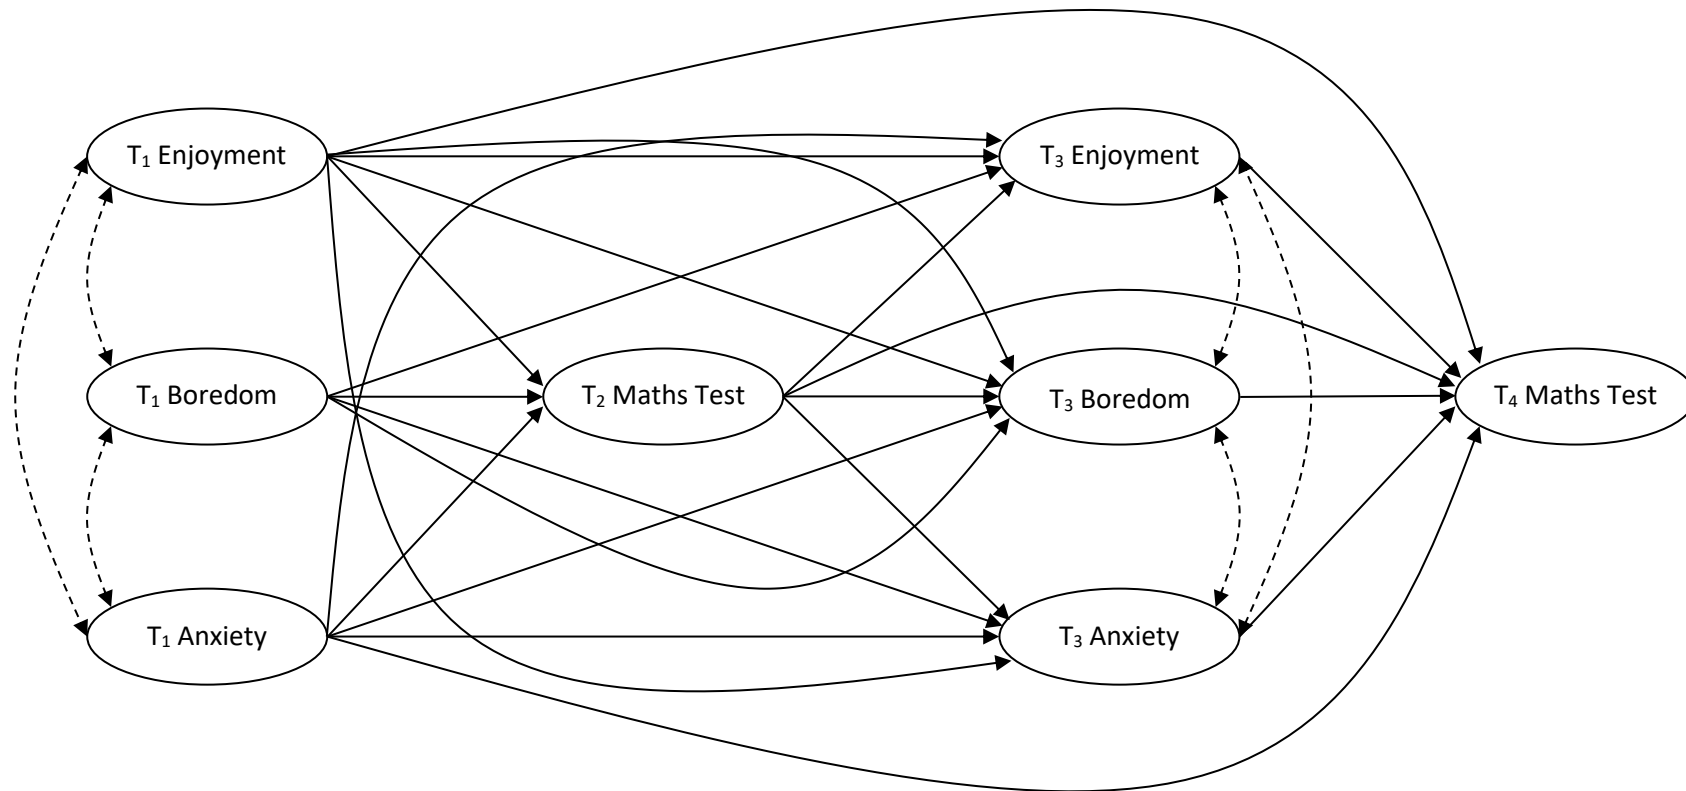 T₁ Enjoyment
T₃ Enjoyment
T₁ Boredom
T₂ Maths Test
T₃ Boredom
T₄ Maths Test
T₁ Anxiety
T₃ Anxiety